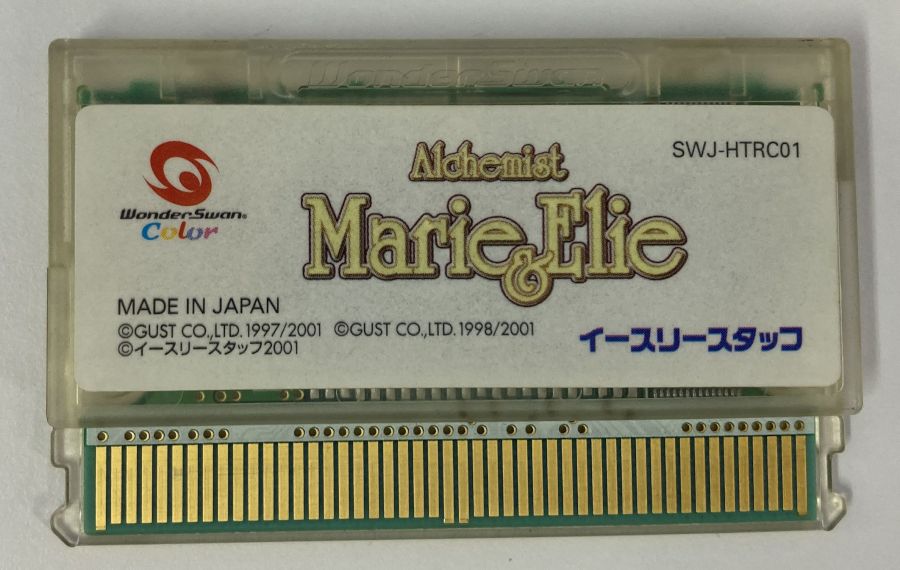 WonderSwan
WonderSwan®
Color
Alchemist
Marie & Elie
SWJ-HTRC01
MADE IN JAPAN
©GUST CO.,LTD. 1997/2001 ©GUST CO.,LTD. 1998/2001
©イースリースタッフ2001
イースリースタッフ